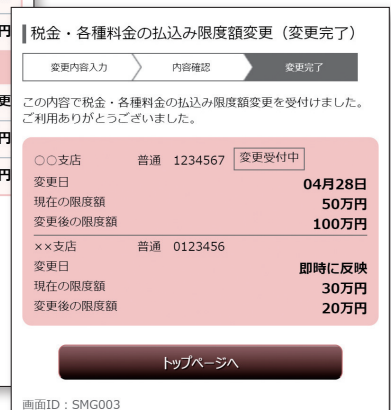 円
更
円
円
税金・各種料金の払込み限度額変更（変更完了）
変更内容入力 内容確認 変更完了
この内容で税金・各種料金の払込み限度額変更を受付けました。
ご利用ありがとうございました。
○○支店 普通 1234567 変更受付中
変更日 04月28日
現在の限度額 50万円
変更後の限度額 100万円
××支店 普通 0123456
変更日 即時に反映
現在の限度額 30万円
変更後の限度額 20万円
トップページへ
画面ID：SMG003